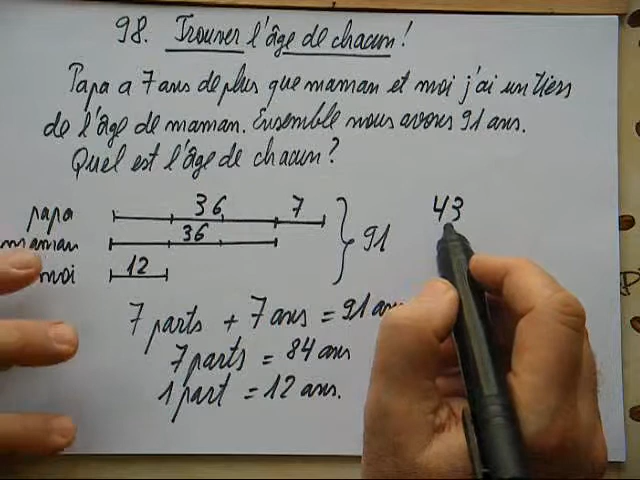 98. Trouver l'âge de chacun!
Papa a 7 ans de plus que maman et moi j'ai un tiers
de l'âge de maman. Ensemble nous avons 91 ans.
Quel est l'âge de chacun?
papa 36 7
maman 36 91 43
moi 12
7 parts + 7 ans = 91 ans
7 parts = 84 ans
1 part = 12 ans.